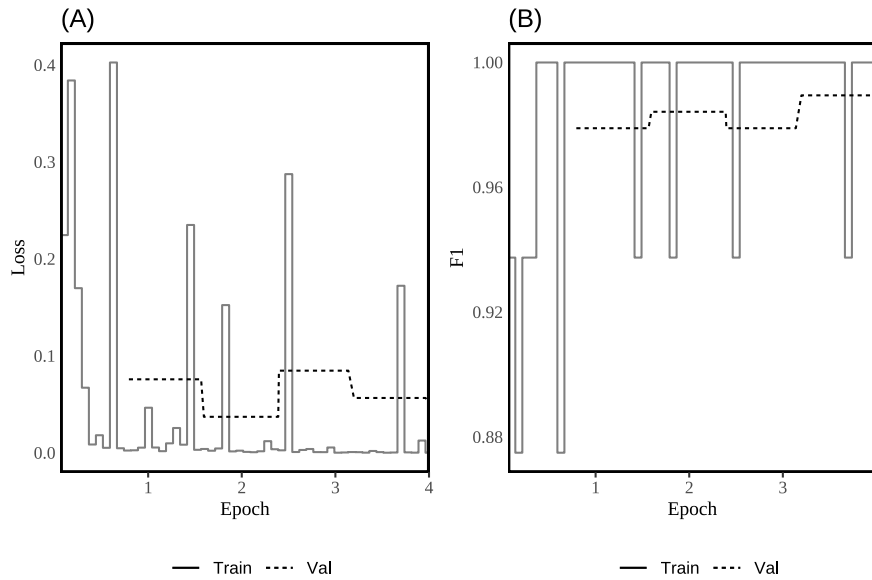 (A)
0.4
0.3
0.2
0.1
0.0
Loss
1 2 3 4
Epoch
Train Val
(B)
1.00
0.96
0.92
0.88
F1
1 2 3
Epoch
Train Val